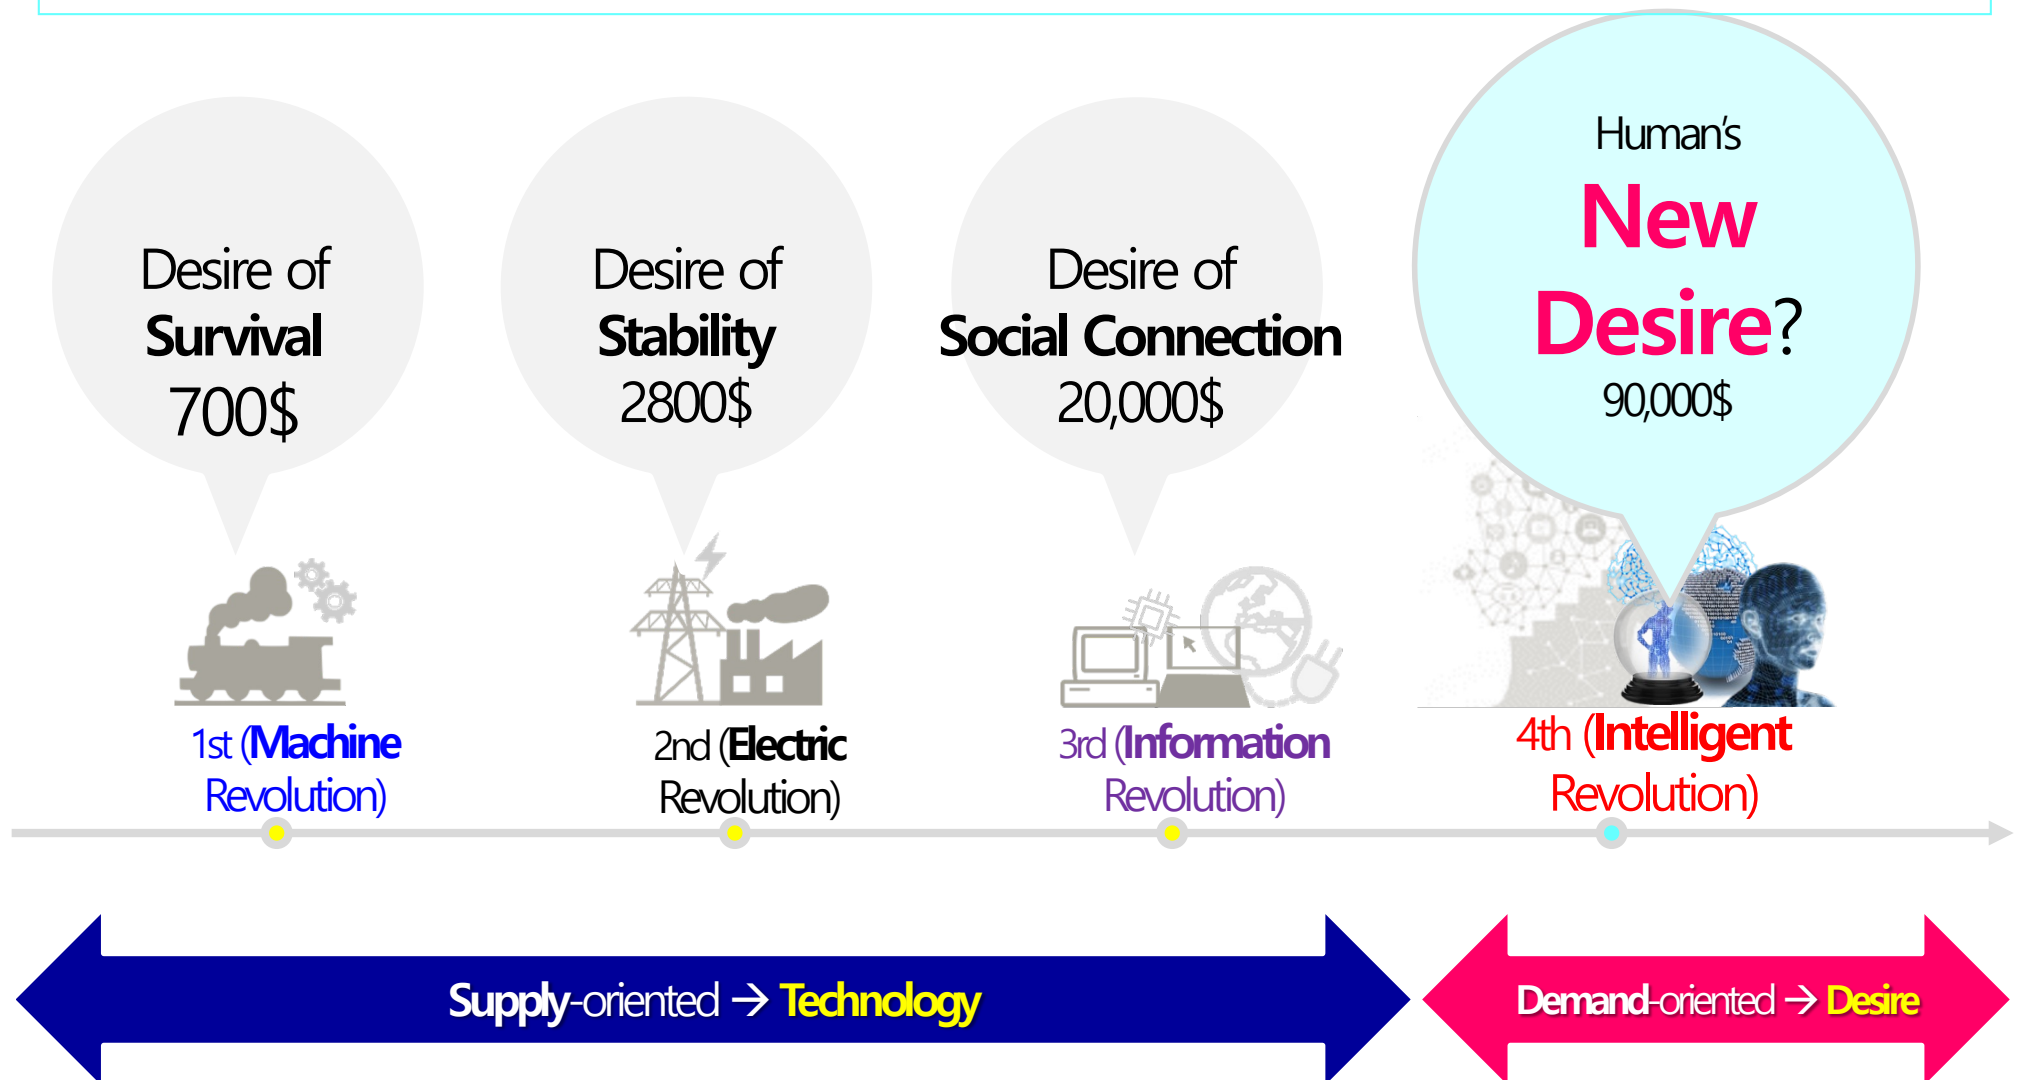 Desire of
Survival
700$
Desire of
Stability
2800$
Desire of
Social Connection
20,000$
Human's
New
Desire?
90,000$
1st (Machine
Revolution)
2nd (Electric
Revolution)
3rd (Information
Revolution)
4th (Intelligent
Revolution)
Supply-oriented → Technology
Demand-oriented → Desire